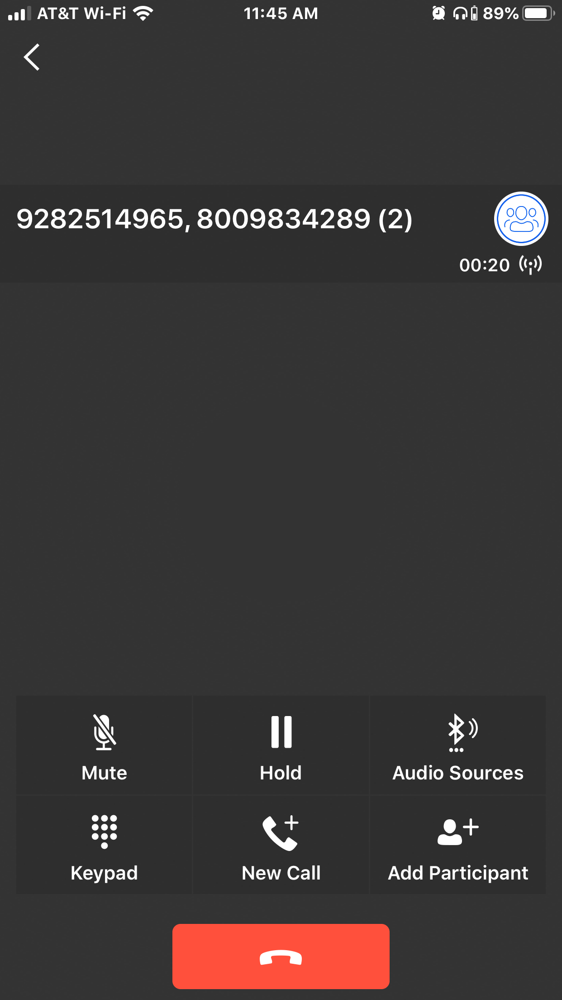 AT&T Wi-Fi 11:45 AM 89%
9282514965, 8009834289 (2)
00:20
Mute Hold Audio Sources
Keypad New Call Add Participant